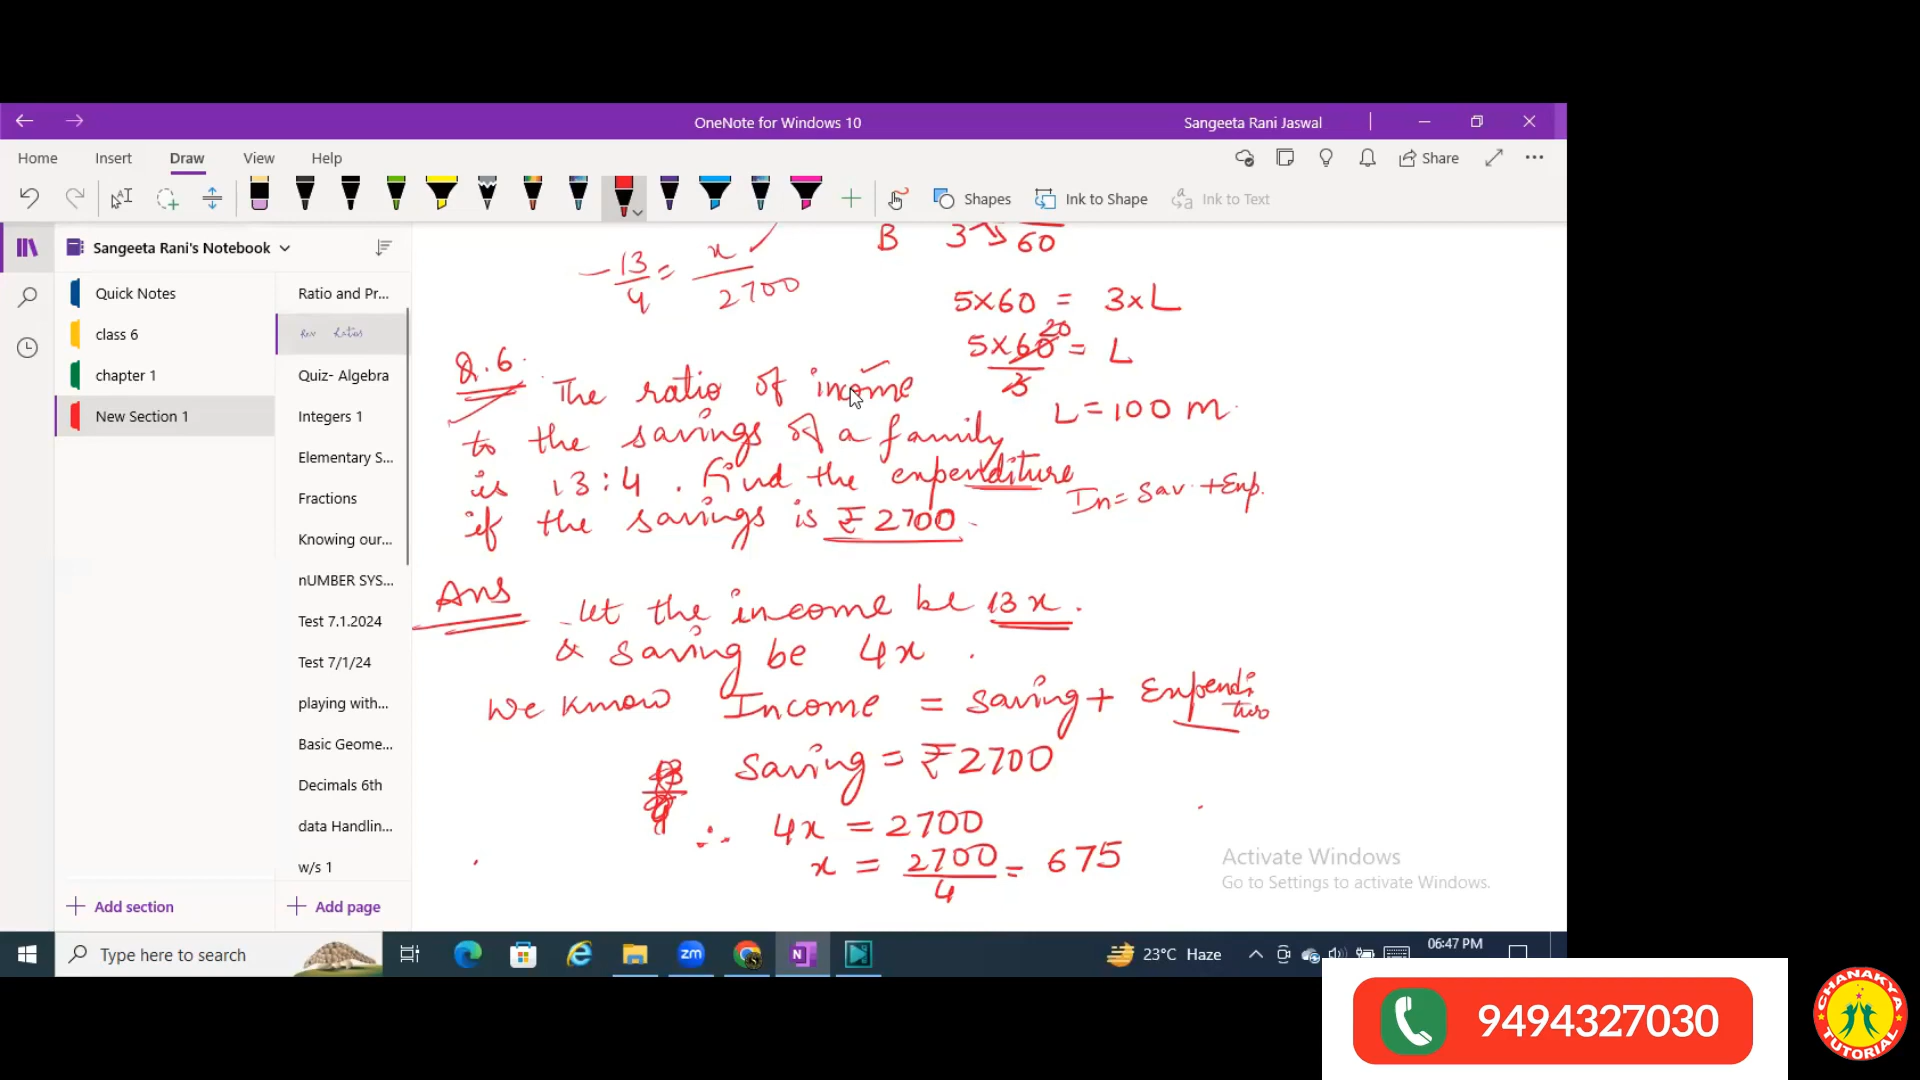 OneNote for Windows 10
Sangeeta Rani Jaswal
Home Insert Draw View Help
Share
Shapes Ink to Shape Ink to Text
Sangeeta Rani's Notebook
Quick Notes
class 6
chapter 1
New Section 1
Add section
Ratio and Pr...
Rev Ratios
Quiz- Algebra
Integers 1
Elementary S...
Fractions
Knowing our...
nUMBER SYS...
Test 7.1.2024
Test 7/1/24
playing with...
Basic Geome...
Decimals 6th
data Handlin...
w/s 1
Add page
13/4 = x/2700
B 3 60
5x60 = 3xL
5x60/3 = L
20
L = 100 m.
Q.6. The ratio of income
to the savings of a family
is 13:4. Find the expenditure
if the savings is ₹2700.
In = Sav. + Exp.
Ans Let the income be 13x.
& saving be 4x.
We know Income = saving + Expenditure
Saving = ₹2700
∴ 4x = 2700
x = 2700/4 = 675
Activate Windows
Go to Settings to activate Windows.
Type here to search
zm
23°C Haze
06:47 PM
9494327030
CHANAKYA
TUTORIAL